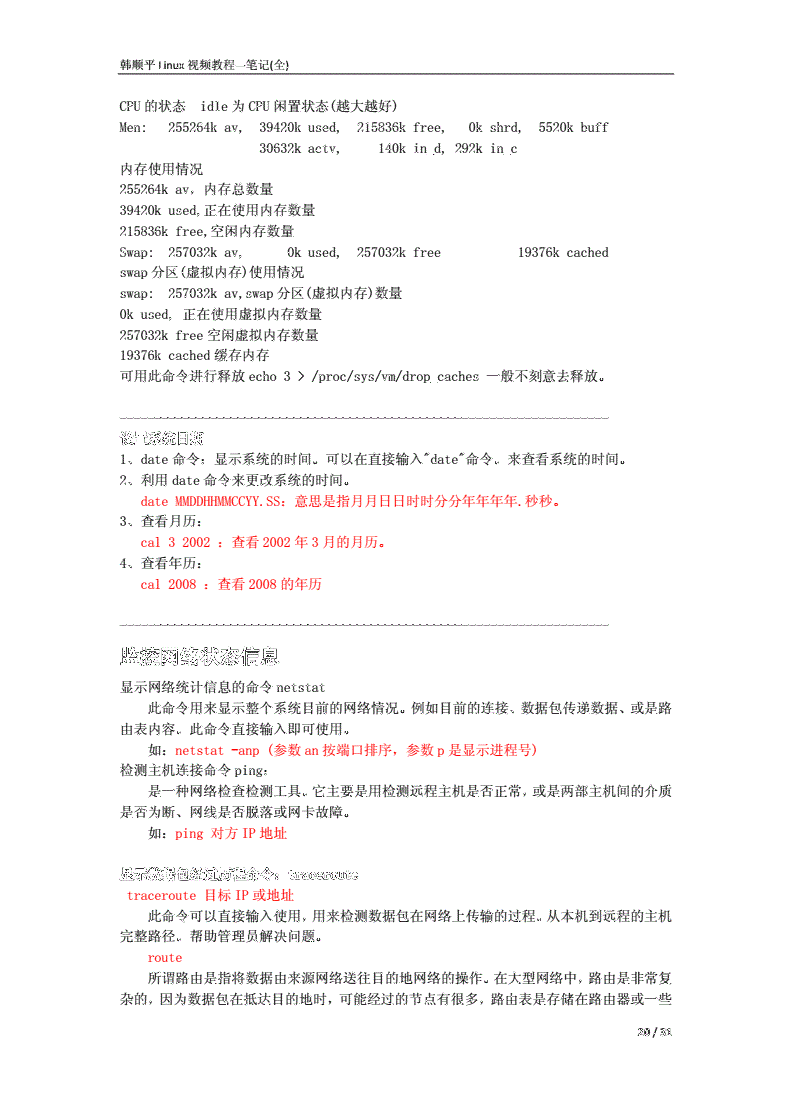 韩顺平 Linux 视频教程—笔记(全)
CPU 的状态 idle 为 CPU 闲置状态(越大越好)
Men: 255264k av, 39420k used, 215836k free, 0k shrd, 5520k buff
30632k actv, 140k in_d, 292k in_c
内存使用情况
255264k av, 内存总数量
39420k used,正在使用内存数量
215836k free,空闲内存数量
Swap: 257032k av, 0k used, 257032k free 19376k cached
swap 分区(虚拟内存)使用情况
swap: 257032k av,swap 分区(虚拟内存)数量
0k used, 正在使用虚拟内存数量
257032k free 空闲虚拟内存数量
19376k cached 缓存内存
可用此命令进行释放 echo 3 > /proc/sys/vm/drop_caches 一般不刻意去释放。
设置系统日期
1、date 命令：显示系统的时间。可以在直接输入"date"命令。来查看系统的时间。
2、利用 date 命令来更改系统的时间。
date MMDDHHMMCCYY.SS：意思是指月月日日时时分分年年年年.秒秒。
3、查看月历：
cal 3 2002 ：查看 2002 年 3 月的月历。
4、查看年历：
cal 2008 ：查看 2008 的年历
监控网络状态信息
显示网络统计信息的命令 netstat
此命令用来显示整个系统目前的网络情况。例如目前的连接、数据包传递数据、或是路
由表内容。此命令直接输入即可使用。
如：netstat -anp (参数 an 按端口排序，参数 p 是显示进程号)
检测主机连接命令 ping：
是一种网络检查检测工具。它主要是用检测远程主机是否正常，或是两部主机间的介质
是否为断、网线是否脱落或网卡故障。
如：ping 对方 IP 地址
显示数据包经过历程命令：traceroute
traceroute 目标 IP 或地址
此命令可以直接输入使用，用来检测数据包在网络上传输的过程。从本机到远程的主机
完整路径。帮助管理员解决问题。
route
所谓路由是指将数据由来源网络送往目的地网络的操作。在大型网络中，路由是非常复
杂的，因为数据包在抵达目的地时，可能经过的节点有很多，路由表是存储在路由器或一些
20 / 31